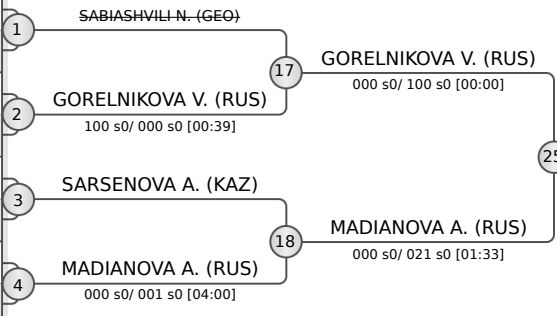 SABIASHVILI N. (GEO)
1
17
GORELNIKOVA V. (RUS)
000 s0/ 100 s0 [00:00]
GORELNIKOVA V. (RUS)
2
100 s0/ 000 s0 [00:39]
25
SARSENOVA A. (KAZ)
3
18
MADIANOVA A. (RUS)
000 s0/ 021 s0 [01:33]
MADIANOVA A. (RUS)
4
000 s0/ 001 s0 [04:00]